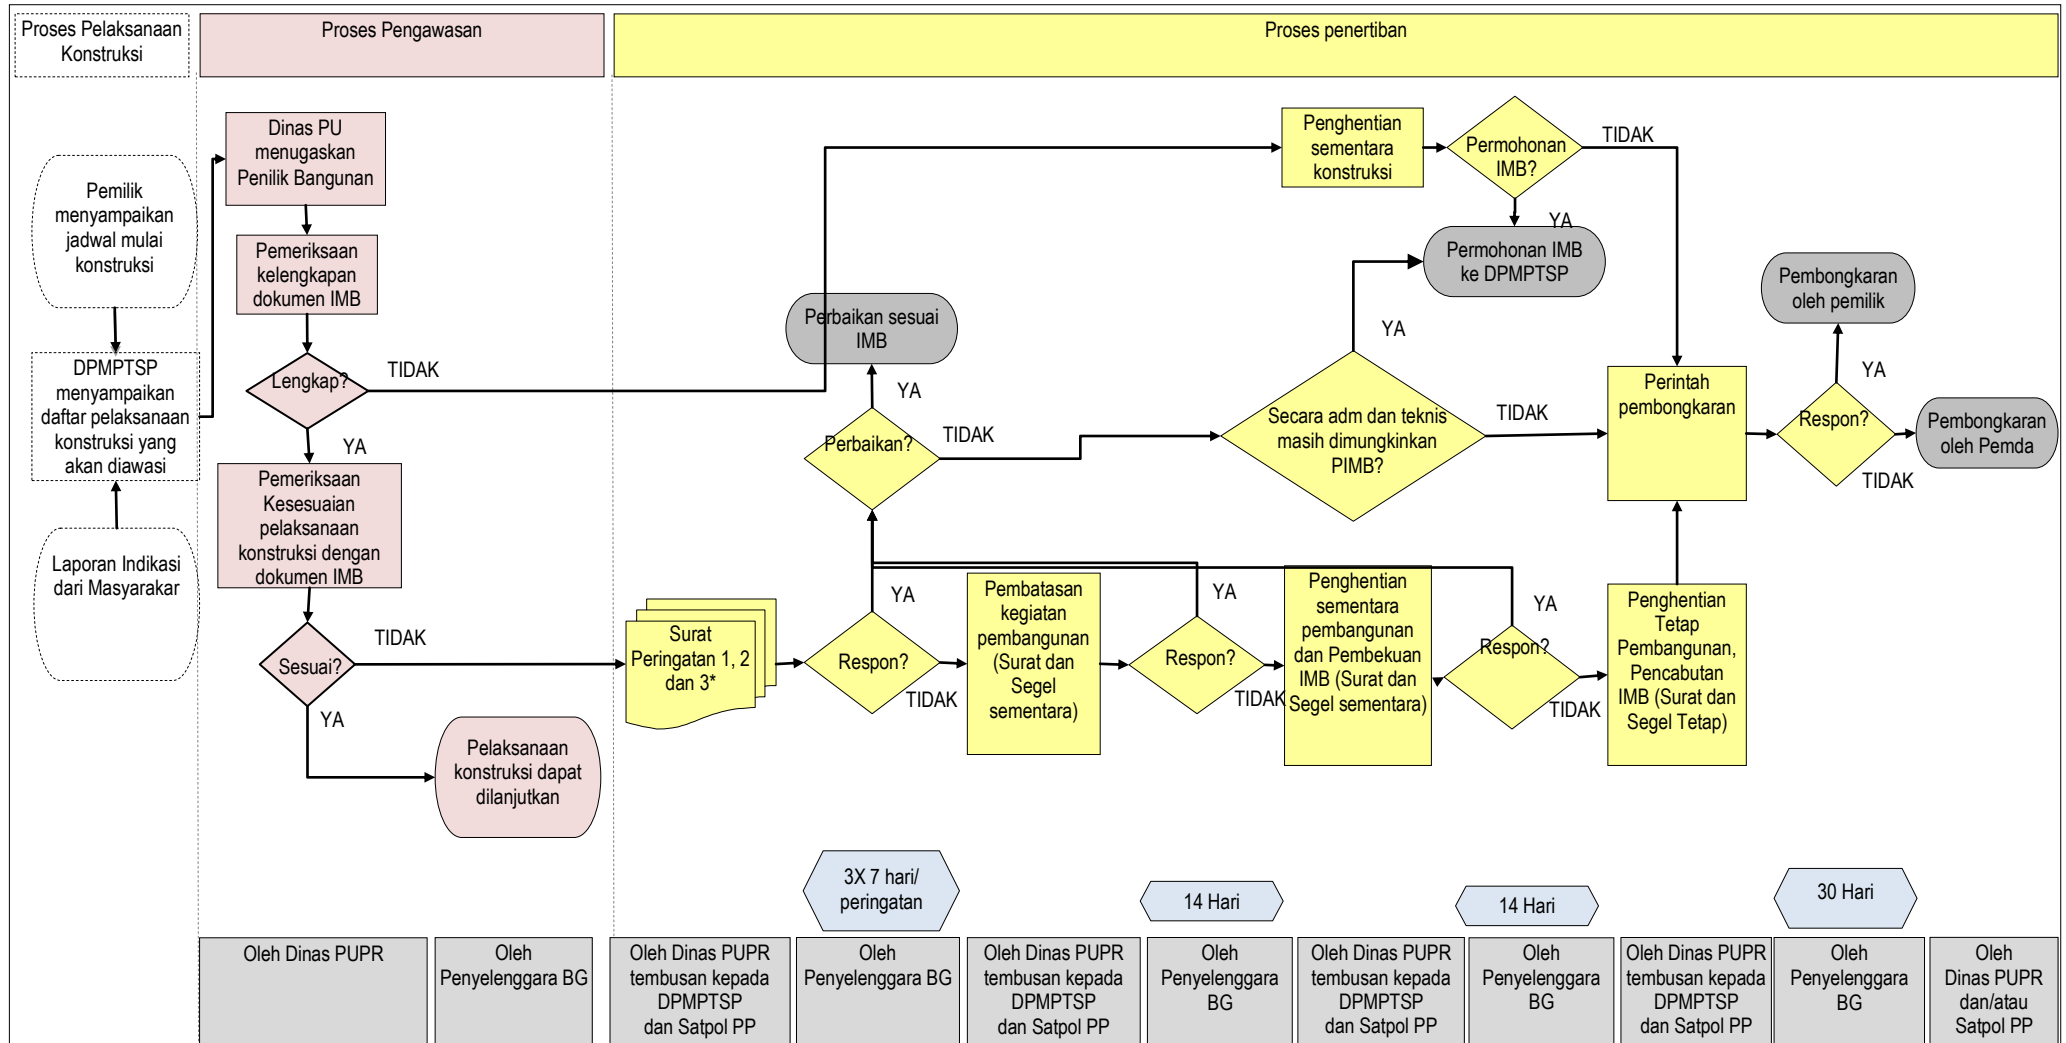 Proses Pelaksanaan
Konstruksi
Proses Pengawasan
Proses penertiban
Pemilik
menyampaikan
jadwal mulai
konstruksi
DPMPTSP
menyampaikan
daftar pelaksanaan
konstruksi yang
akan diawasi
Laporan Indikasi
dari Masyarakar
Dinas PU
menugaskan
Penilik Bangunan
Pemeriksaan
kelengkapan
dokumen IMB
Lengkap?
TIDAK
YA
Pemeriksaan
Kesesuaian
pelaksanaan
konstruksi dengan
dokumen IMB
Sesuai?
TIDAK
YA
Pelaksanaan
konstruksi dapat
dilanjutkan
Penghentian
sementara
konstruksi
Permohonan
IMB?
TIDAK
YA
Permohonan IMB
ke DPMPTSP
Perbaikan sesuai
IMB
YA
Perbaikan?
TIDAK
YA
Secara adm dan teknis
masih dimungkinkan
PIMB?
TIDAK
Perintah
pembongkaran
Pembongkaran
oleh pemilik
YA
Respon?
TIDAK
Pembongkaran
oleh Pemda
Surat
Peringatan 1, 2
dan 3*
YA
Respon?
TIDAK
Pembatasan
kegiatan
pembangunan
(Surat dan
Segel
sementara)
YA
Respon?
TIDAK
Penghentian
sementara
pembangunan
dan Pembekuan
IMB (Surat dan
Segel sementara)
YA
Respon?
TIDAK
Penghentian
Tetap
Pembangunan,
Pencabutan
IMB (Surat dan
Segel Tetap)
3X 7 hari/
peringatan
14 Hari
14 Hari
30 Hari
Oleh Dinas PUPR
Oleh
Penyelenggara BG
Oleh Dinas PUPR
tembusan kepada
DPMPTSP
dan Satpol PP
Oleh
Penyelenggara BG
Oleh Dinas PUPR
tembusan kepada
DPMPTSP
dan Satpol PP
Oleh
Penyelenggara
BG
Oleh Dinas PUPR
tembusan kepada
DPMPTSP
dan Satpol PP
Oleh
Penyelenggara
BG
Oleh Dinas PUPR
tembusan kepada
DPMPTSP
dan Satpol PP
Oleh
Penyelenggara
BG
Oleh
Dinas PUPR
dan/atau
Satpol PP